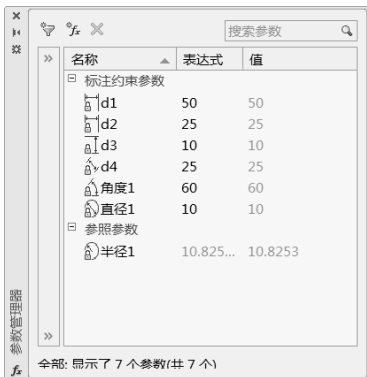 搜索参数
名称 表达式 值
标注约束参数
d1 50 50
d2 25 25
d3 10 10
d4 25 25
角度1 60 60
直径1 10 10
参照参数
半径1 10.825... 10.8253
参数管理器
fx
全部: 显示了 7 个参数(共 7 个)